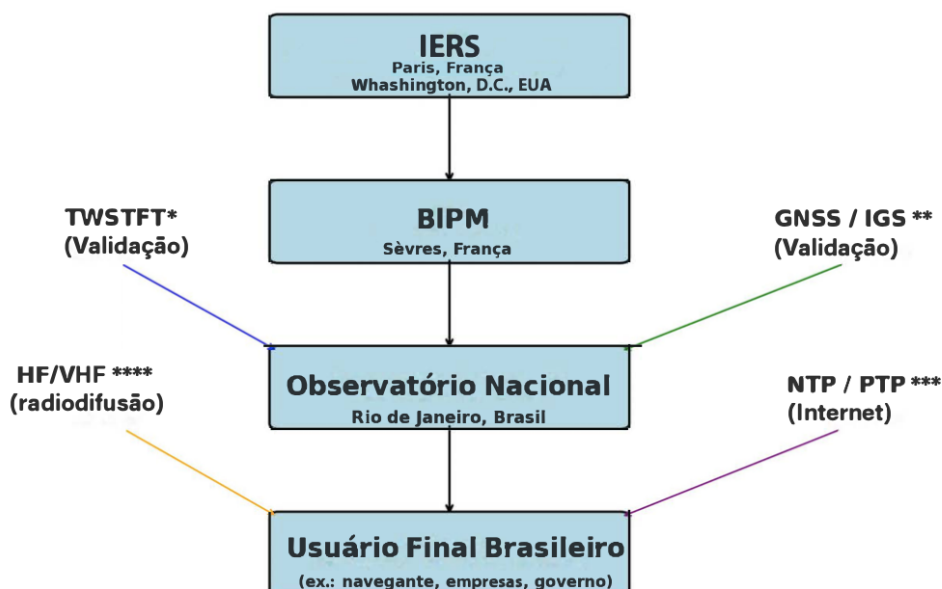 IERS
Paris, França
Whashington, D.C., EUA
BIPM
Sèvres, França
TWSTFT*
(Validação)
GNSS / IGS **
(Validação)
Observatório Nacional
Rio de Janeiro, Brasil
HF/VHF ****
(radiodifusão)
NTP / PTP ***
(Internet)
Usuário Final Brasileiro
(ex.: navegante, empresas, governo)